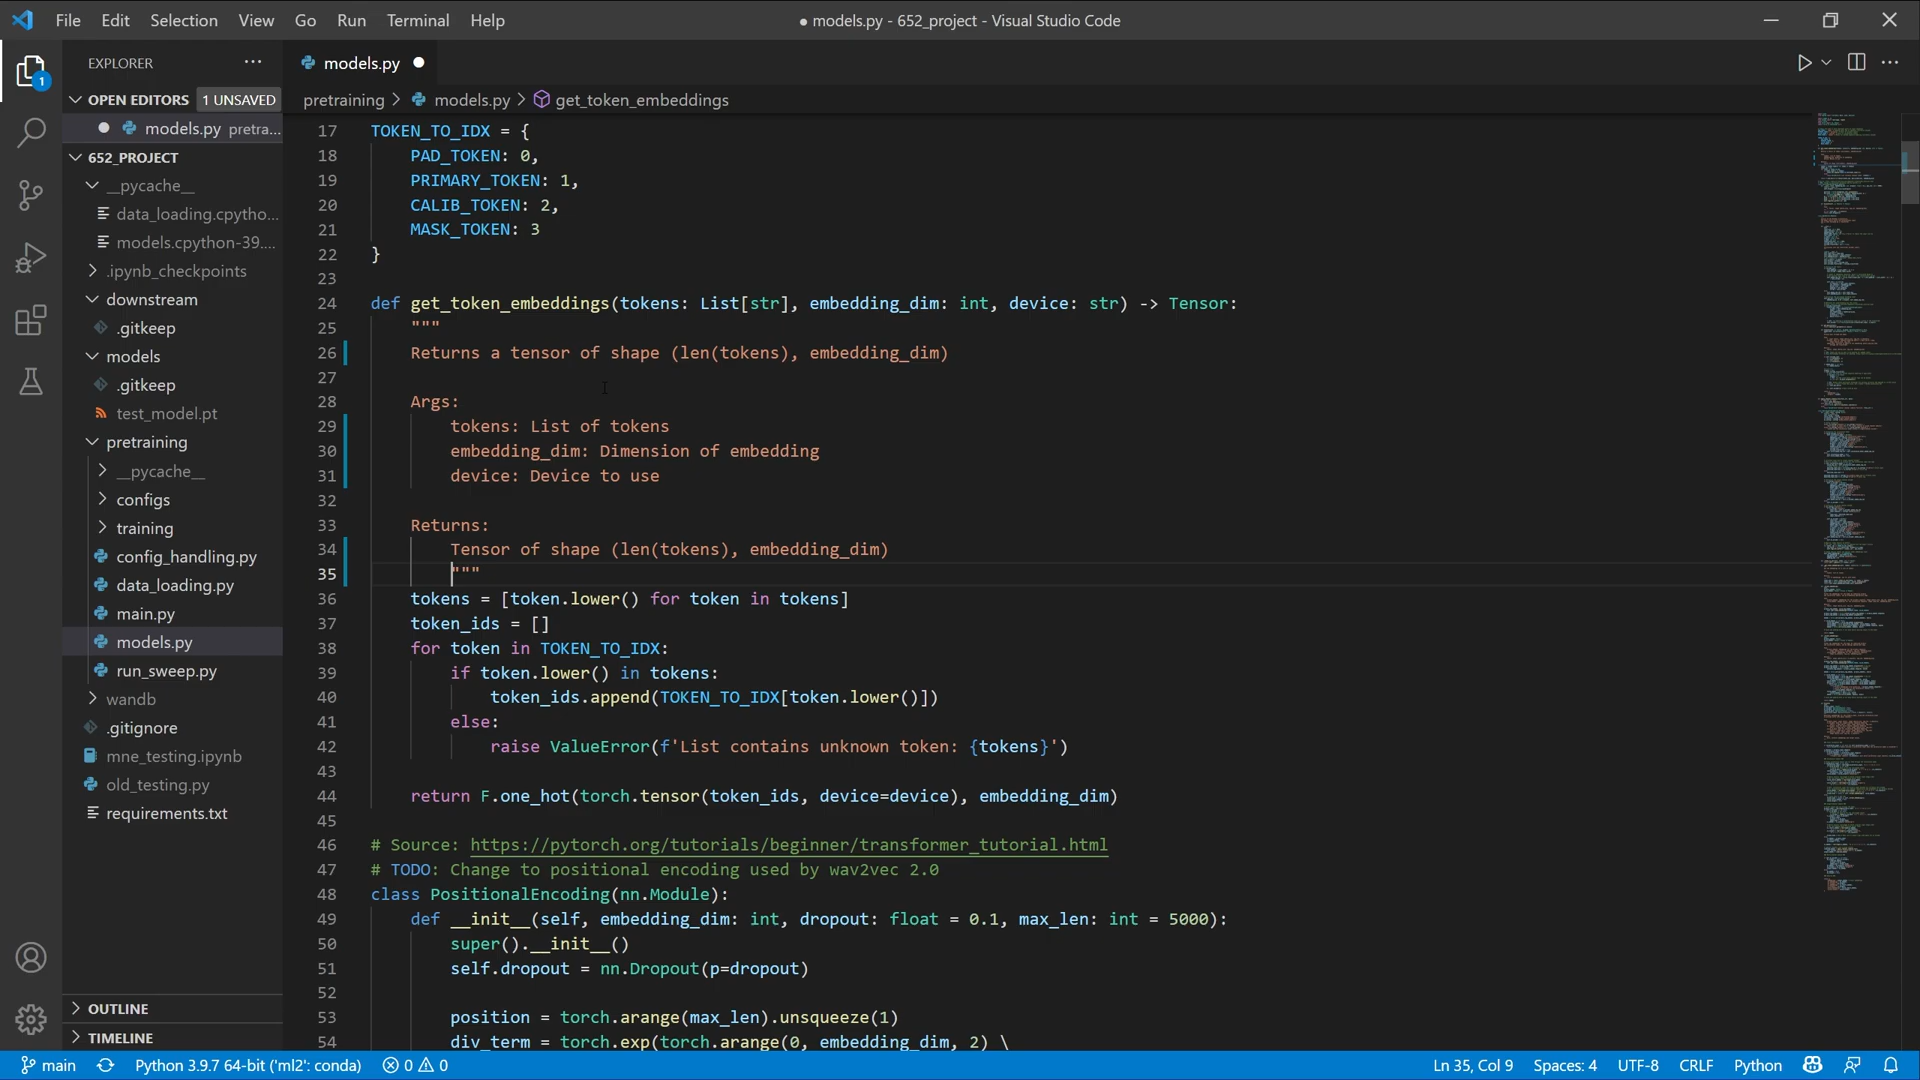 File Edit Selection View Go Run Terminal Help
● models.py - 652_project - Visual Studio Code
EXPLORER
OPEN EDITORS 1 UNSAVED
models.py pretra...
652_PROJECT
__pycache__
data_loading.cpytho...
models.cpython-39....
.ipynb_checkpoints
downstream
.gitkeep
models
.gitkeep
test_model.pt
pretraining
__pycache__
configs
training
config_handling.py
data_loading.py
main.py
models.py
run_sweep.py
wandb
.gitignore
mne_testing.ipynb
old_testing.py
requirements.txt
OUTLINE
TIMELINE
1
models.py
pretraining > models.py > get_token_embeddings
17 TOKEN_TO_IDX = {
18     PAD_TOKEN: 0,
19     PRIMARY_TOKEN: 1,
20     CALIB_TOKEN: 2,
21     MASK_TOKEN: 3
22 }
23
24 def get_token_embeddings(tokens: List[str], embedding_dim: int, device: str) -> Tensor:
25     """
26     Returns a tensor of shape (len(tokens), embedding_dim)
27
28     Args:
29         tokens: List of tokens
30         embedding_dim: Dimension of embedding
31         device: Device to use
32
33     Returns:
34         Tensor of shape (len(tokens), embedding_dim)
35         """
36     tokens = [token.lower() for token in tokens]
37     token_ids = []
38     for token in TOKEN_TO_IDX:
39         if token.lower() in tokens:
40             token_ids.append(TOKEN_TO_IDX[token.lower()])
41         else:
42             raise ValueError(f'List contains unknown token: {tokens}')
43
44     return F.one_hot(torch.tensor(token_ids, device=device), embedding_dim)
45
46 # Source: https://pytorch.org/tutorials/beginner/transformer_tutorial.html
47 # TODO: Change to positional encoding used by wav2vec 2.0
48 class PositionalEncoding(nn.Module):
49     def __init__(self, embedding_dim: int, dropout: float = 0.1, max_len: int = 5000):
50         super().__init__()
51         self.dropout = nn.Dropout(p=dropout)
52
53         position = torch.arange(max_len).unsqueeze(1)
54         div_term = torch.exp(torch.arange(0, embedding_dim, 2) \
main Python 3.9.7 64-bit ('ml2': conda) 0 0 Ln 35, Col 9 Spaces: 4 UTF-8 CRLF Python